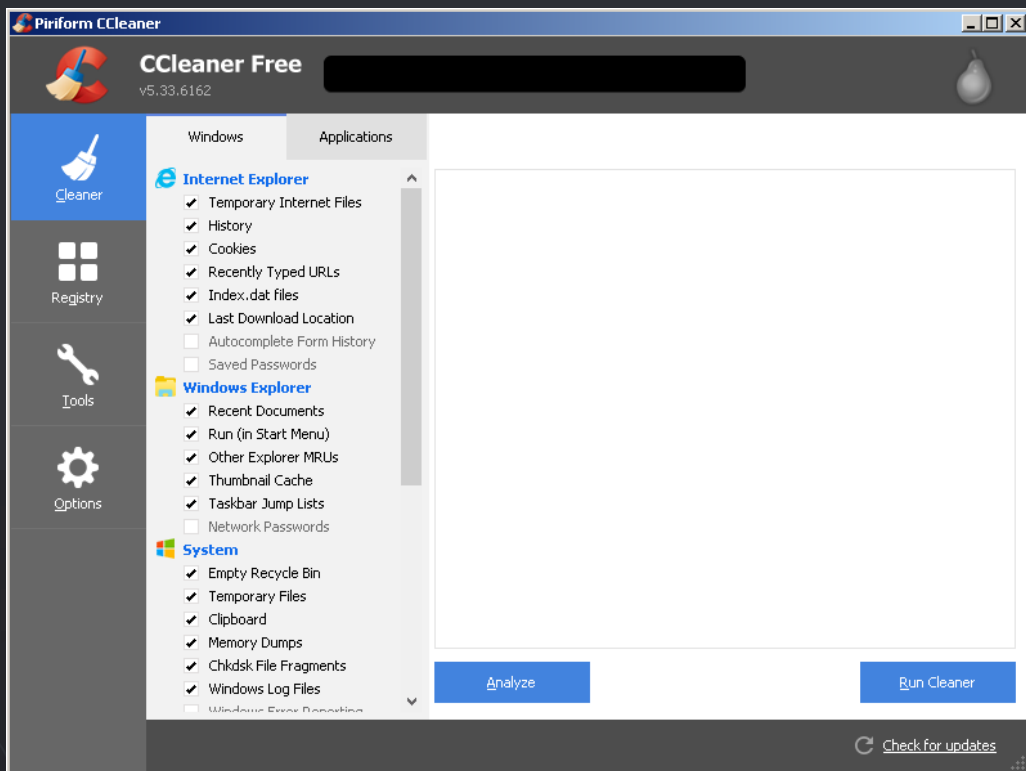 Piriform CCleaner
CCleaner Free
v5.33.6162
Cleaner
Registry
Tools
Options
Windows
Applications
Internet Explorer
Temporary Internet Files
History
Cookies
Recently Typed URLs
Index.dat files
Last Download Location
Autocomplete Form History
Saved Passwords
Windows Explorer
Recent Documents
Run (in Start Menu)
Other Explorer MRUs
Thumbnail Cache
Taskbar Jump Lists
Network Passwords
System
Empty Recycle Bin
Temporary Files
Clipboard
Memory Dumps
Chkdsk File Fragments
Windows Log Files
Windows Error Reporting
Analyze
Run Cleaner
Check for updates